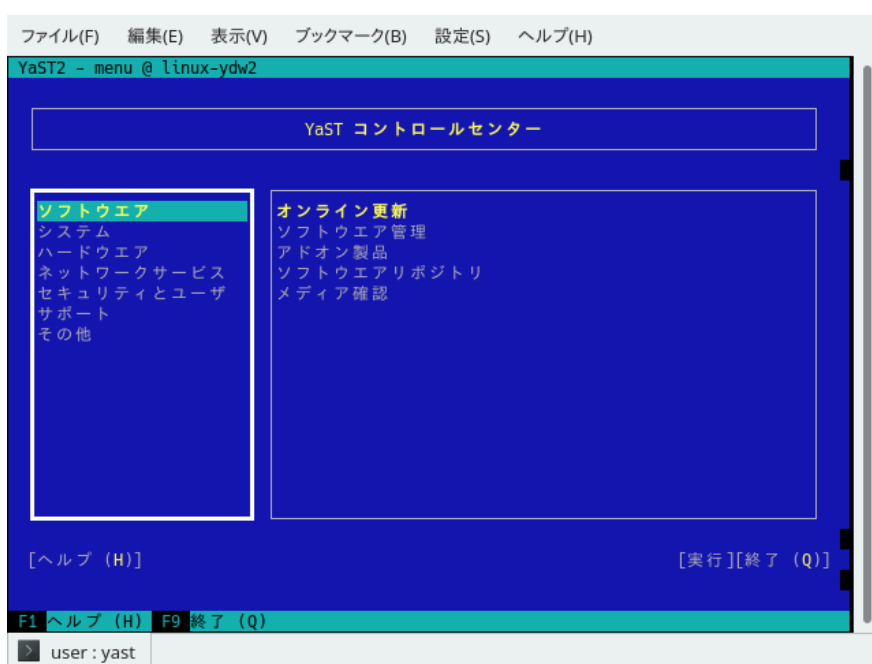 ファイル(F) 編集(E) 表示(V) ブックマーク(B) 設定(S) ヘルプ(H)
YaST2 - menu @ linux-ydw2
YaST コントロールセンター
ソフトウエア
システム
ハードウエア
ネットワークサービス
セキュリティとユーザ
サポート
その他
オンライン更新
ソフトウエア管理
アドオン製品
ソフトウエアリポジトリ
メディア確認
[ヘルプ (H)] [実行][終了 (Q)]
F1 ヘルプ (H) F9 終了 (Q)
user : yast